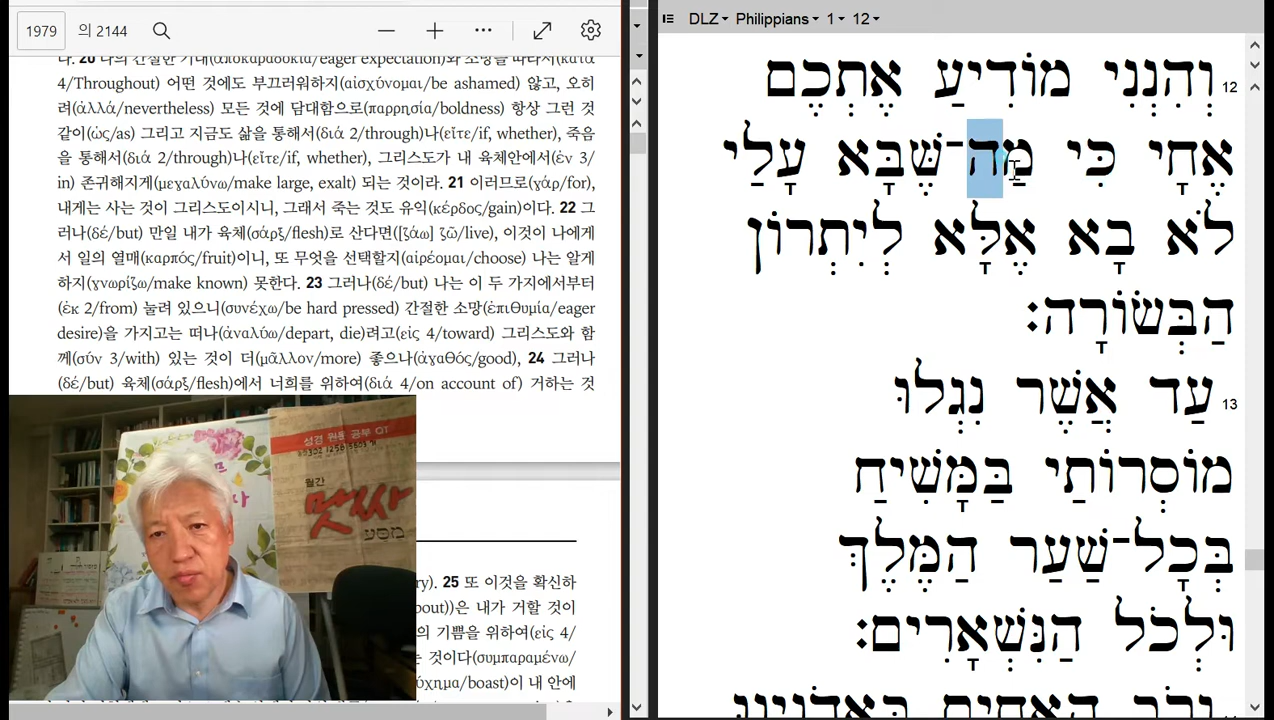 1979 의 2144
다. 20 나의 간절한 기대(ἀποκαραδοκία/eager expectation)와 소망을 따라서(κατά
4/Throughout) 어떤 것에도 부끄러워하지(αἰσχύνομαι/be ashamed) 않고, 오히
려(ἀλλά/nevertheless) 모든 것에 담대함으로(παρρησία/boldness) 항상 그런 것
같이(ὡς/as) 그리고 지금도 삶을 통해서(διά 2/through)나(εἴτε/if, whether), 죽음
을 통해서(διά 2/through)나(εἴτε/if, whether), 그리스도가 내 육체안에서(ἐν 3/
in) 존귀해지게(μεγαλύνω/make large, exalt) 되는 것이라. 21 이러므로(γάρ/for),
내게는 사는 것이 그리스도이시니, 그래서 죽는 것도 유익(κέρδος/gain)이다. 22 그
러나(δέ/but) 만일 내가 육체(σάρξ/flesh)로 산다면([ζάω] ζῶ/live), 이것이 나에게
서 일의 열매(καρπός/fruit)이니, 또 무엇을 선택할지(αἱρέομαι/choose) 나는 알게
하지(γνωρίζω/make known) 못한다. 23 그러나(δέ/but) 나는 이 두 가지에서부터
(ἐκ 2/from) 눌려 있으니(συνέχω/be hard pressed) 간절한 소망(ἐπιθυμία/eager
desire)을 가지고는 떠나(ἀναλύω/depart, die)려고(εἰς 4/toward) 그리스도와 함
께(σύν 3/with) 있는 것이 더(μᾶλλον/more) 좋으나(ἀγαθός/good), 24 그러나
(δέ/but) 육체(σάρξ/flesh)에서 너희를 위하여(διά 4/on account of) 거하는 것
ry). 25 또 이것을 확신하
bout))은 내가 거할 것이
의 기쁨을 위하여(εἰς 4/
는 것이다(συμπαραμένω/
χημα/boast)이 내 안에
성경 원통 공부 QT
월간
맛싸
מסע
DLZ Philippians 1 12
12 וְהִנְנִי מוֹדִיעַ אֶתְכֶם
אֶחָי כִּי מַה־שֶּׁבָּא עָלַי
לֹא בָא אֶלָּא לְיִתְרוֹן
הַבְּשׂוֹרָה׃
13 עַד אֲשֶׁר נִגְלוּ
מוֹסְרוֹתַי בַּמָּשִׁיחַ
בְּכָל־שַׁעַר הַמֶּלֶךְ
וּלְכֹל הַנִּשְׁאָרִים׃